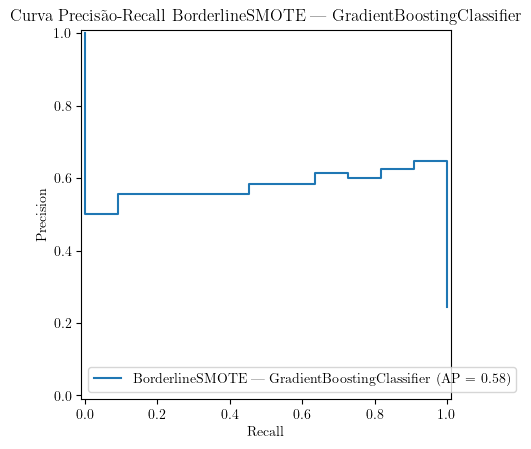 Curva Precisão-Recall BorderlineSMOTE — GradientBoostingClassifier
1.0
0.8
0.6
0.4
0.2
0.0
Precision
BorderlineSMOTE — GradientBoostingClassifier (AP = 0.58)
0.0 0.2 0.4 0.6 0.8 1.0
Recall